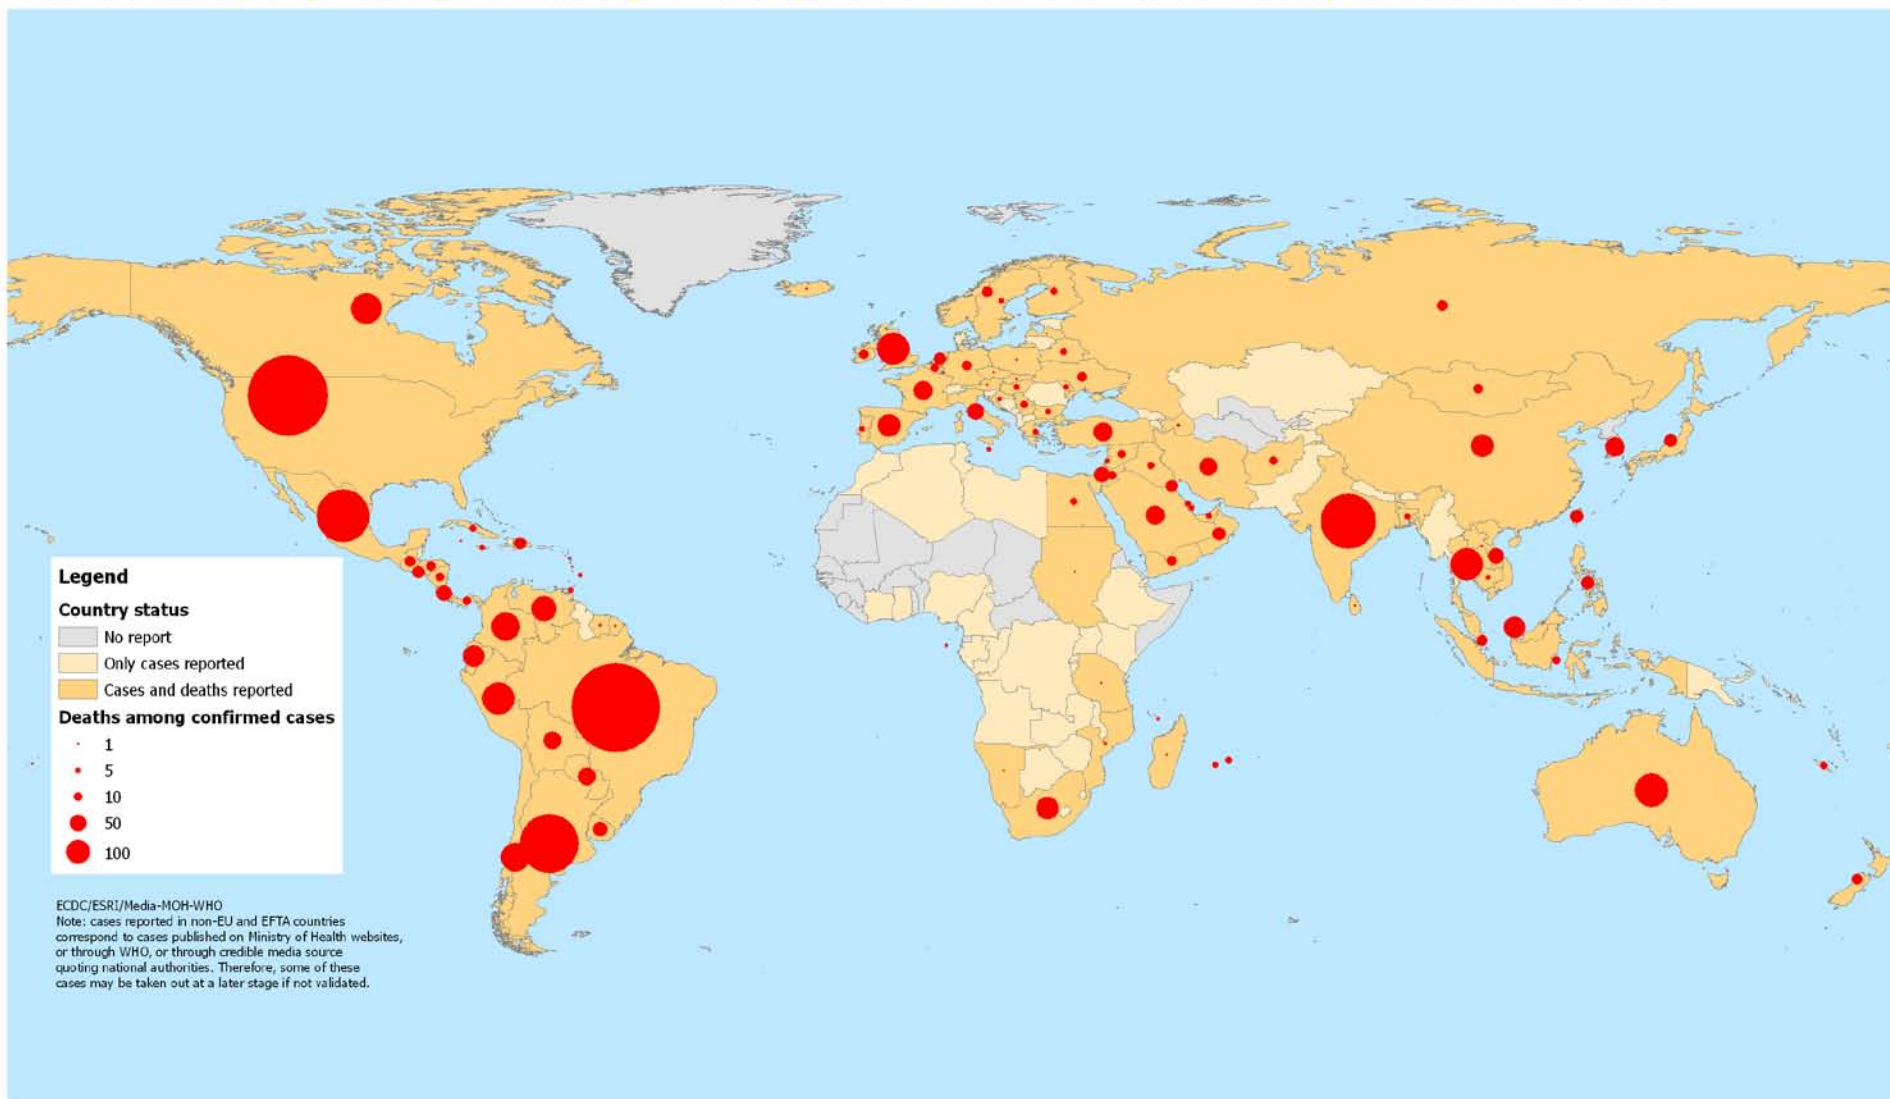 Legend
Country status
No report
Only cases reported
Cases and deaths reported
Deaths among confirmed cases
1
5
10
50
100
ECDC/ESRI/Media-MOH-WHO
Note: cases reported in non-EU and EFTA countries
correspond to cases published on Ministry of Health websites,
or through WHO, or through credible media source
quoting national authorities. Therefore, some of these
cases may be taken out at a later stage if not validated.